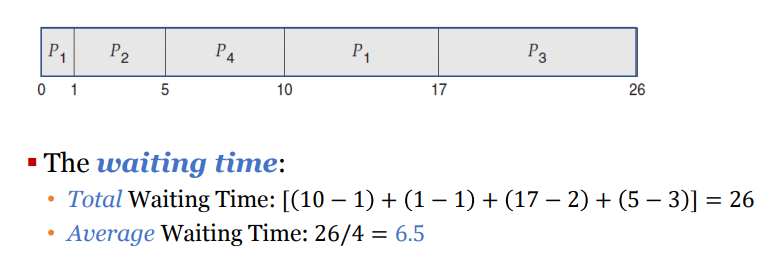 P₁ P₂ P₄ P₁ P₃
0 1 5 10 17 26
▪ The waiting time:
• Total Waiting Time: [(10 − 1) + (1 − 1) + (17 − 2) + (5 − 3)] = 26
• Average Waiting Time: 26/4 = 6.5